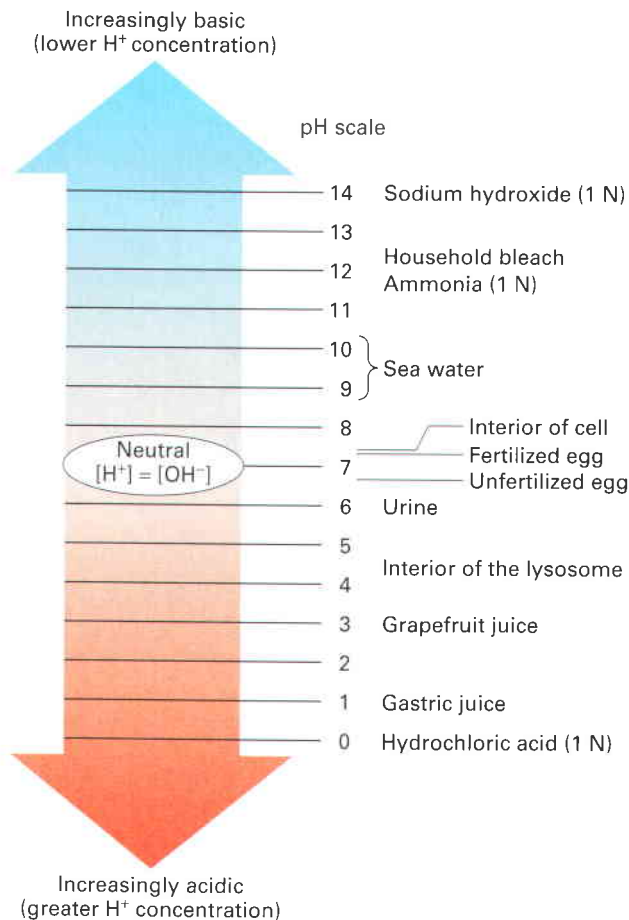 Increasingly basic
(lower H⁺ concentration)
pH scale
14 Sodium hydroxide (1 N)
13
Household bleach
12
Ammonia (1 N)
11
10
Sea water
9
8
Interior of cell
Neutral
[H⁺] = [OH⁻]
7
Fertilized egg
Unfertilized egg
6 Urine
5
Interior of the lysosome
4
3 Grapefruit juice
2
1 Gastric juice
0 Hydrochloric acid (1 N)
Increasingly acidic
(greater H⁺ concentration)